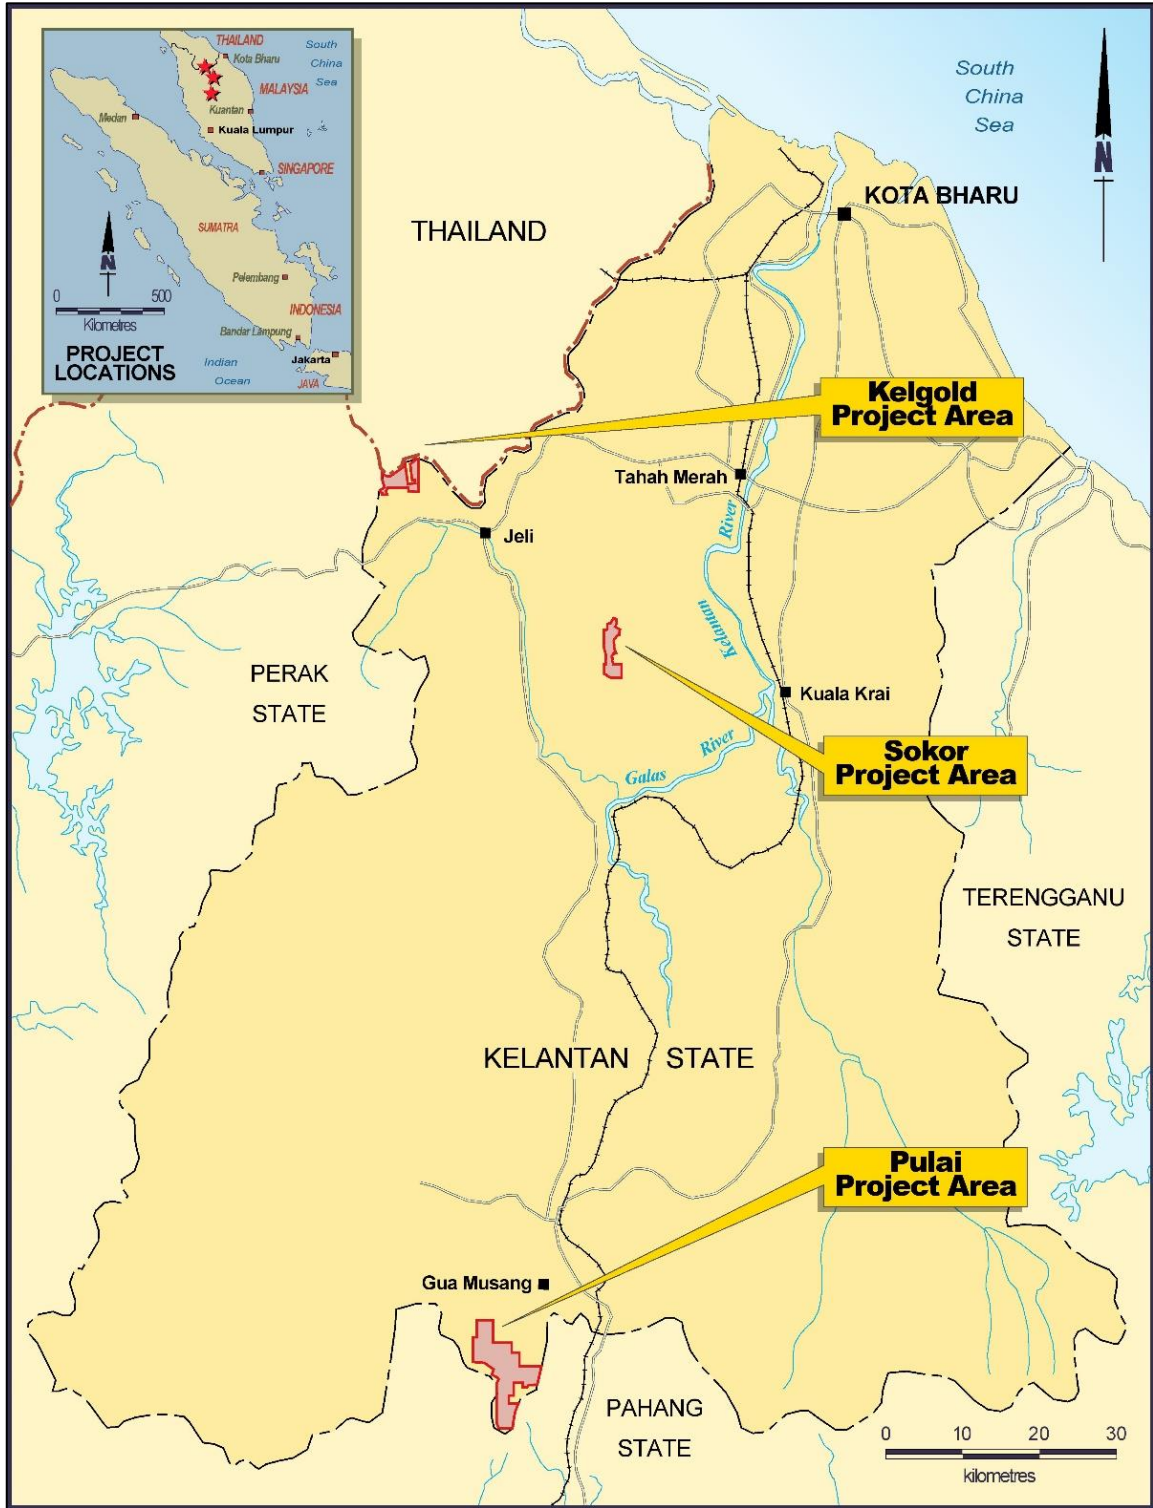 THAILAND
South
China
Sea
Kota Bharu
MALAYSIA
Medan
Kuantan
Kuala Lumpur
SINGAPORE
SUMATRA
N
Pelembang
0 500
Kilometres
INDONESIA
Bandar Lampung
PROJECT
LOCATIONS
Indian
Ocean
Jakarta
JAVA
South
China
Sea
N
THAILAND
KOTA BHARU
Kelgold
Project Area
Tahah Merah
River
Kelantan
Jeli
PERAK
STATE
Kuala Krai
Sokor
Project Area
Galas
River
TERENGGANU
STATE
KELANTAN STATE
Pulai
Project Area
Gua Musang
PAHANG
STATE
0 10 20 30
kilometres